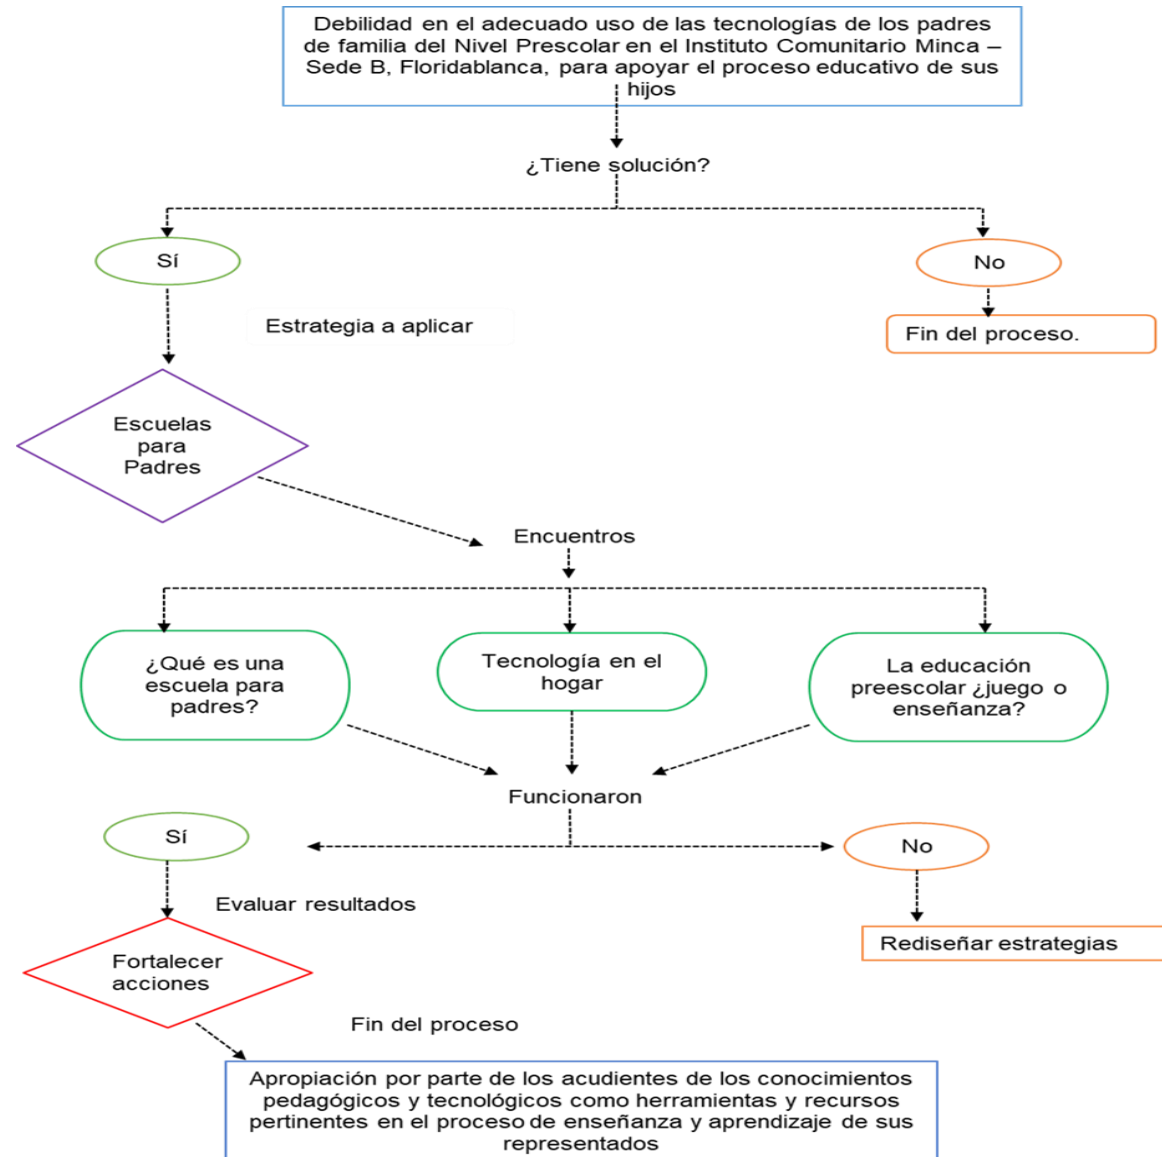 Debilidad en el adecuado uso de las tecnologías de los padres
de familia del Nivel Prescolar en el Instituto Comunitario Minca –
Sede B, Floridablanca, para apoyar el proceso educativo de sus
hijos
¿Tiene solución?
Sí
No
Estrategia a aplicar
Fin del proceso.
Escuelas
para
Padres
Encuentros
¿Qué es una
escuela para
padres?
Tecnología en el
hogar
La educación
preescolar ¿juego o
enseñanza?
Funcionaron
Sí
No
Evaluar resultados
Rediseñar estrategias
Fortalecer
acciones
Fin del proceso
Apropiación por parte de los acudientes de los conocimientos
pedagógicos y tecnológicos como herramientas y recursos
pertinentes en el proceso de enseñanza y aprendizaje de sus
representados